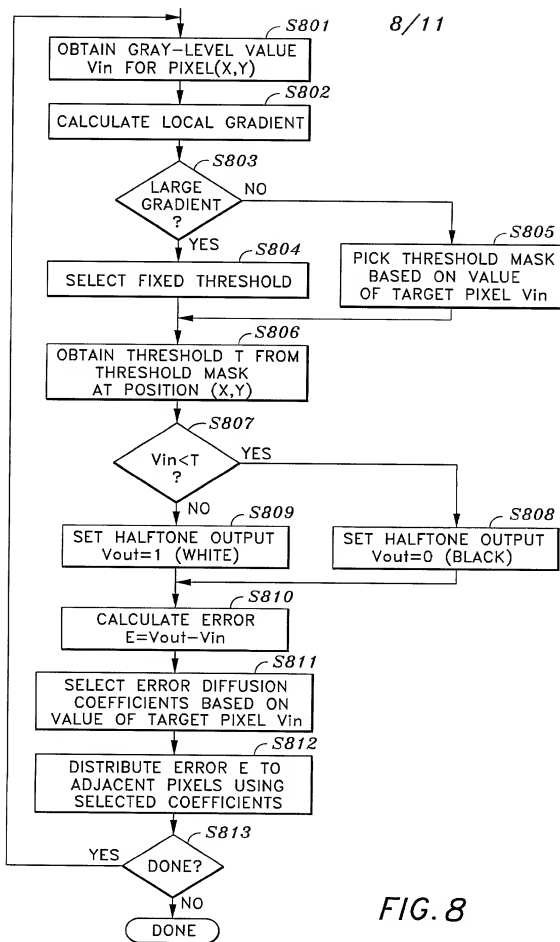 S801
8/11
OBTAIN GRAY-LEVEL VALUE
Vin FOR PIXEL(X,Y)
S802
CALCULATE LOCAL GRADIENT
S803
LARGE
GRADIENT
?
NO
YES
S804
SELECT FIXED THRESHOLD
S805
PICK THRESHOLD MASK
BASED ON VALUE
OF TARGET PIXEL Vin
S806
OBTAIN THRESHOLD T FROM
THRESHOLD MASK
AT POSITION (X,Y)
S807
Vin<T
?
YES
NO
S809
SET HALFTONE OUTPUT
Vout=1 (WHITE)
S808
SET HALFTONE OUTPUT
Vout=0 (BLACK)
S810
CALCULATE ERROR
E=Vout-Vin
S811
SELECT ERROR DIFFUSION
COEFFICIENTS BASED ON
VALUE OF TARGET PIXEL Vin
S812
DISTRIBUTE ERROR E TO
ADJACENT PIXELS USING
SELECTED COEFFICIENTS
S813
YES
DONE?
NO
DONE
FIG. 8